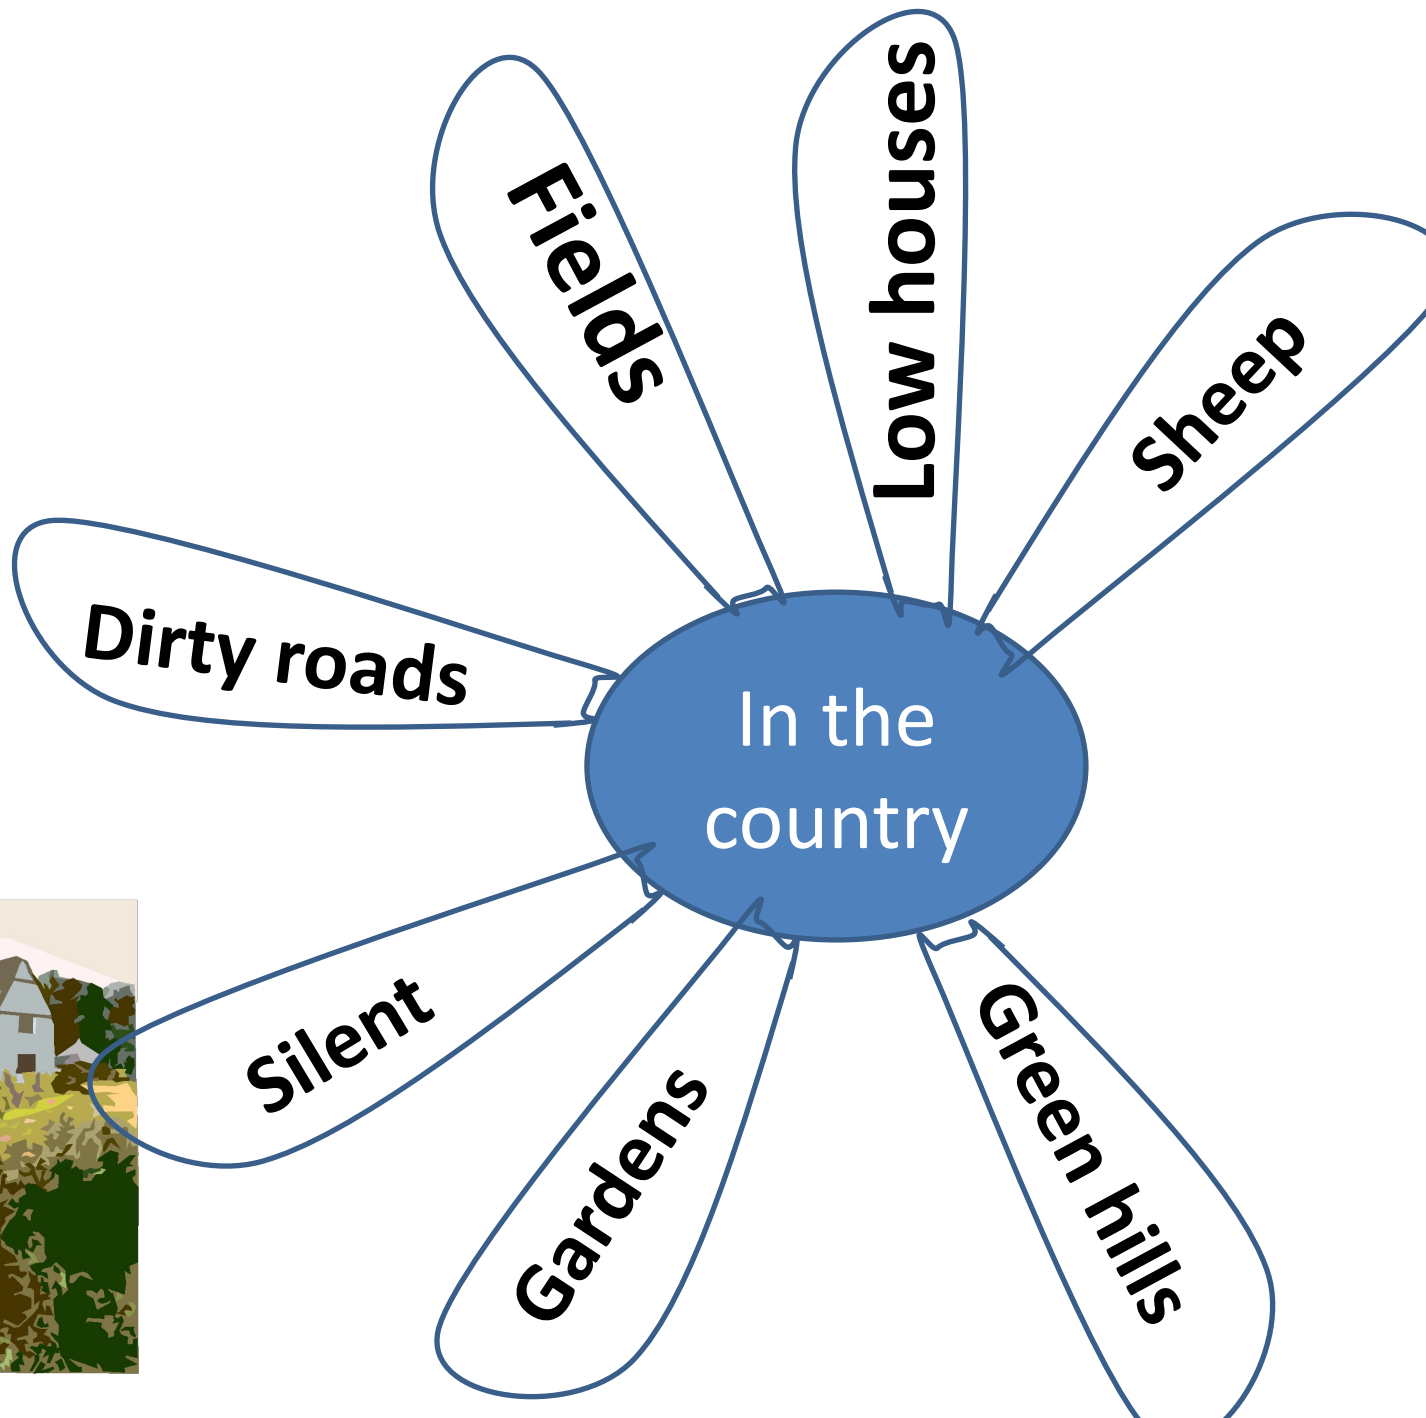 Fields
Low houses
Sheep
Dirty roads
In the
country
Silent
Gardens
Green hills